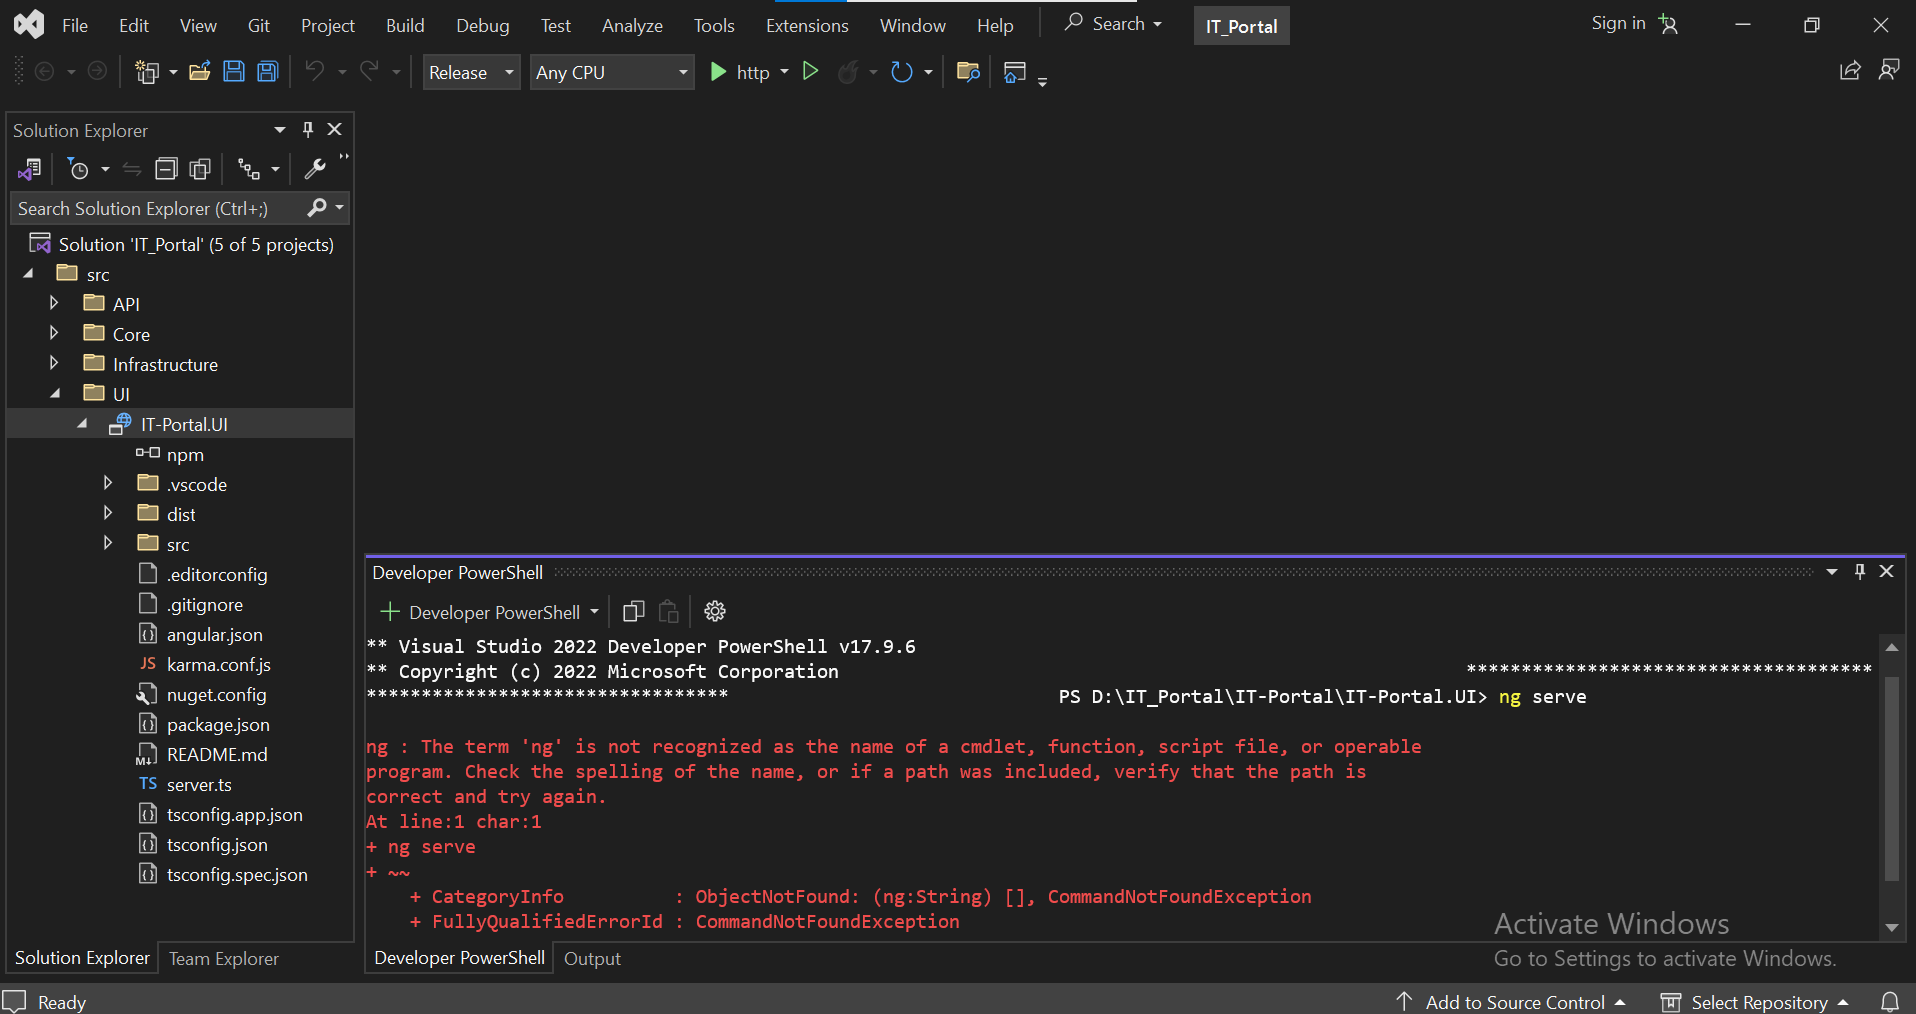 File Edit View Git Project Build Debug Test Analyze Tools Extensions Window Help Search IT_Portal Sign in
Release Any CPU http
Solution Explorer
Search Solution Explorer (Ctrl+;)
Solution 'IT_Portal' (5 of 5 projects)
src
API
Core
Infrastructure
UI
IT-Portal.UI
npm
.vscode
dist
src
.editorconfig
.gitignore
angular.json
JS karma.conf.js
nuget.config
package.json
README.md
TS server.ts
tsconfig.app.json
tsconfig.json
tsconfig.spec.json
Solution Explorer Team Explorer
Developer PowerShell
Developer PowerShell
** Visual Studio 2022 Developer PowerShell v17.9.6
** Copyright (c) 2022 Microsoft Corporation *************************************
********************************* PS D:\IT_Portal\IT-Portal\IT-Portal.UI> ng serve
ng : The term 'ng' is not recognized as the name of a cmdlet, function, script file, or operable
program. Check the spelling of the name, or if a path was included, verify that the path is
correct and try again.
At line:1 char:1
+ ng serve
+ ~~
+ CategoryInfo : ObjectNotFound: (ng:String) [], CommandNotFoundException
+ FullyQualifiedErrorId : CommandNotFoundException
Activate Windows
Go to Settings to activate Windows.
Developer PowerShell Output
Ready Add to Source Control Select Repository